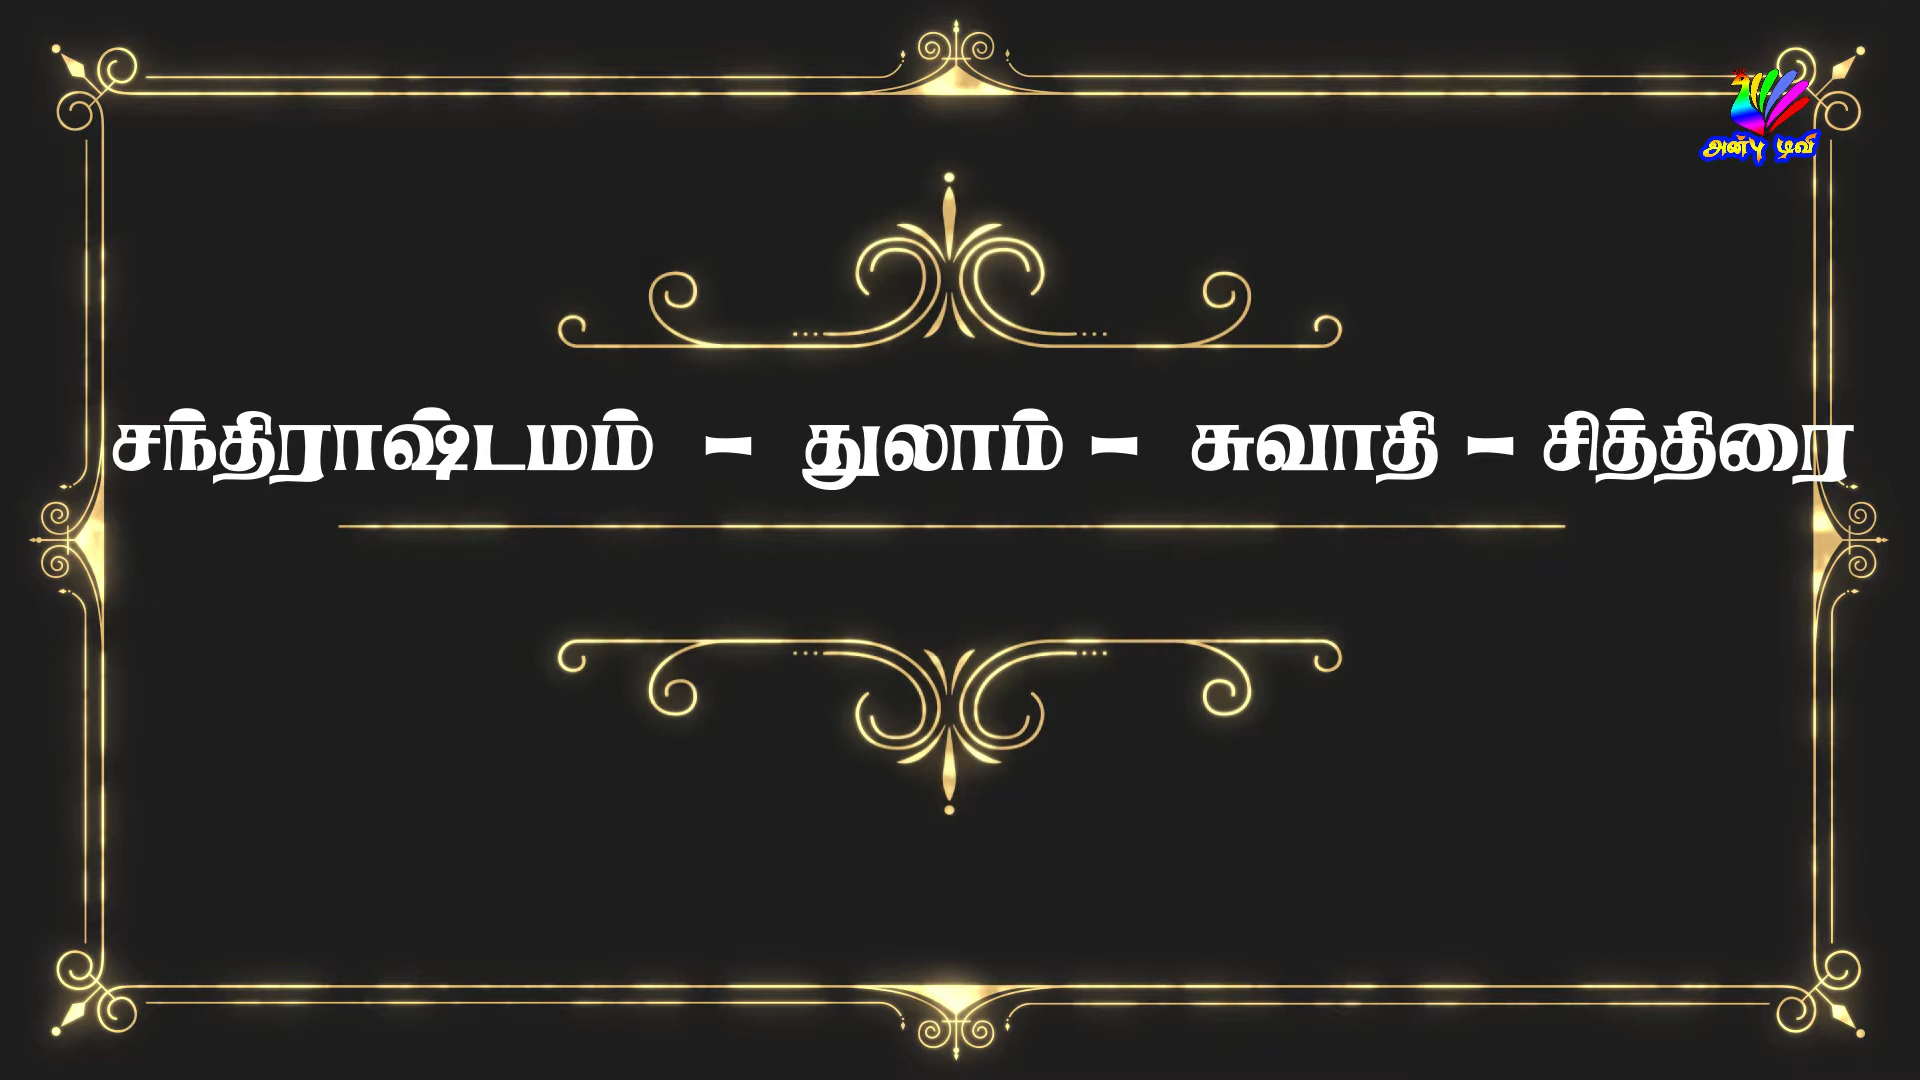 அன்பு டிவி
சந்திராஷ்டமம் - துலாம் - சுவாதி - சித்திரை